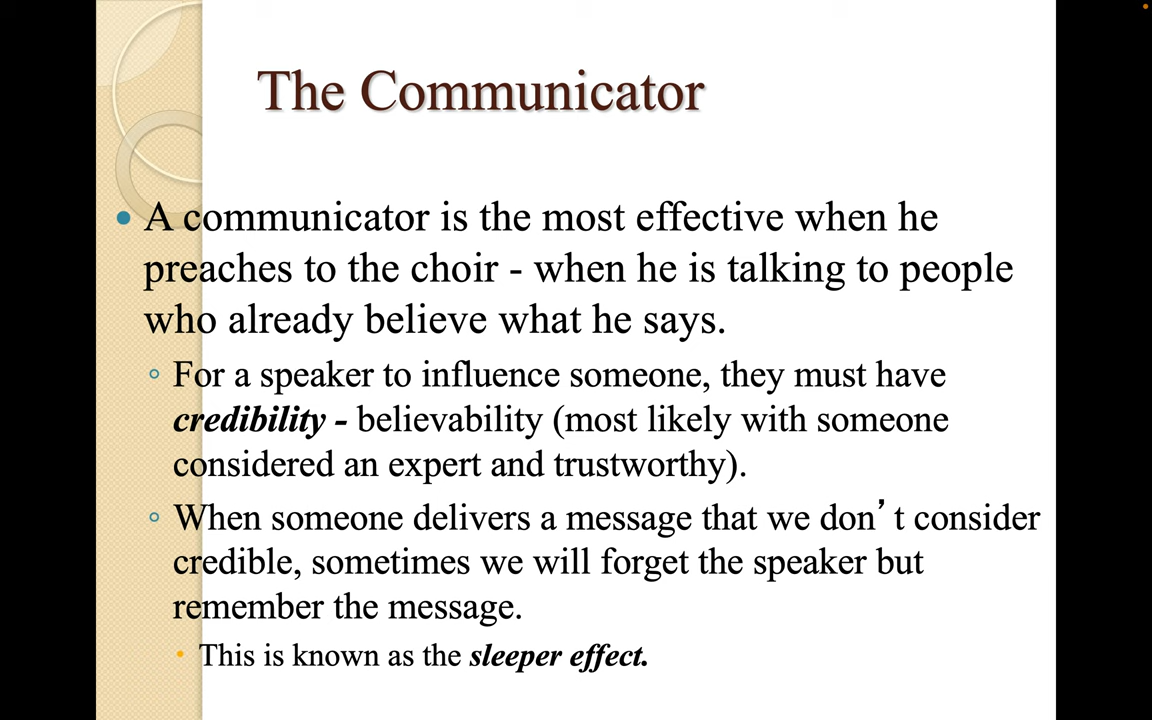 The Communicator
• A communicator is the most effective when he
preaches to the choir - when he is talking to people
who already believe what he says.
◦ For a speaker to influence someone, they must have
credibility - believability (most likely with someone
considered an expert and trustworthy).
◦ When someone delivers a message that we don’t consider
credible, sometimes we will forget the speaker but
remember the message.
• This is known as the sleeper effect.